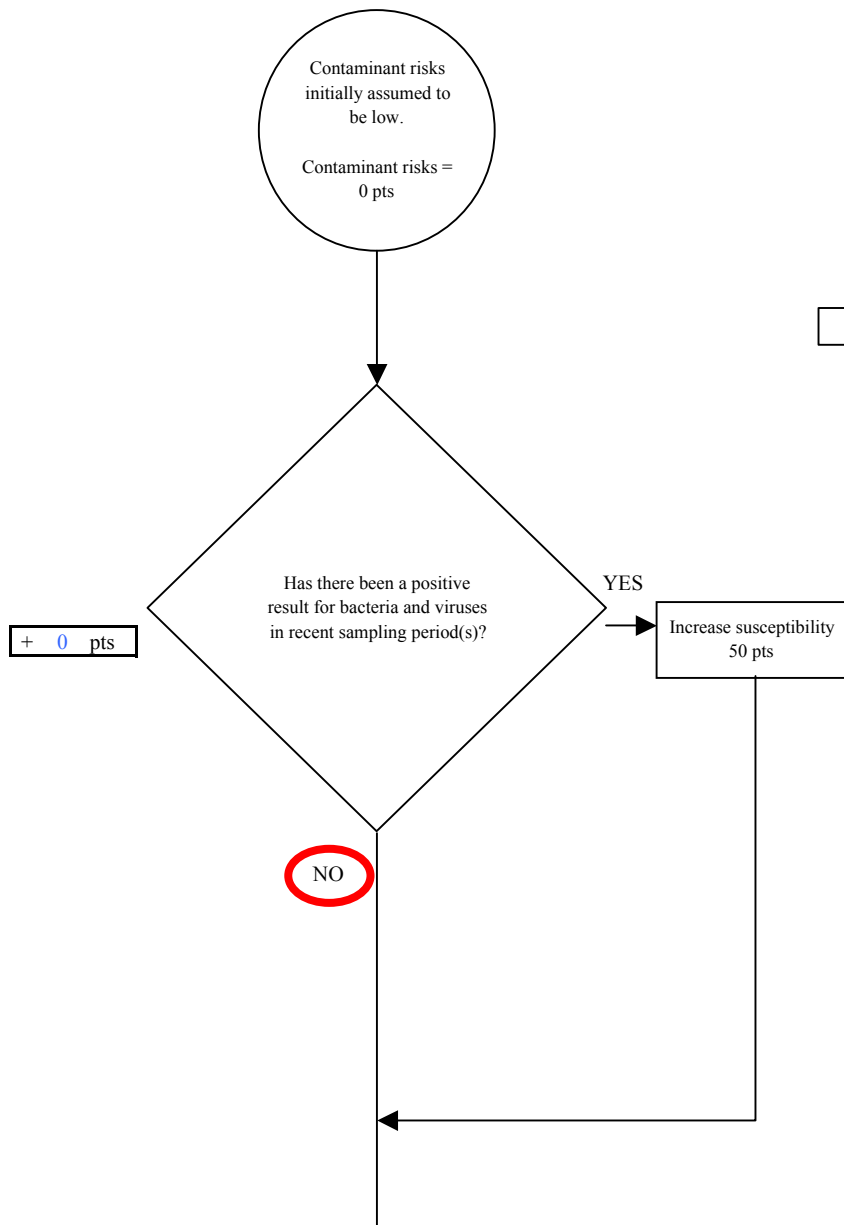 Contaminant risks
initially assumed to
be low.
Contaminant risks =
0 pts
Has there been a positive
result for bacteria and viruses
in recent sampling period(s)?
YES
+ 0 pts
Increase susceptibility
50 pts
NO